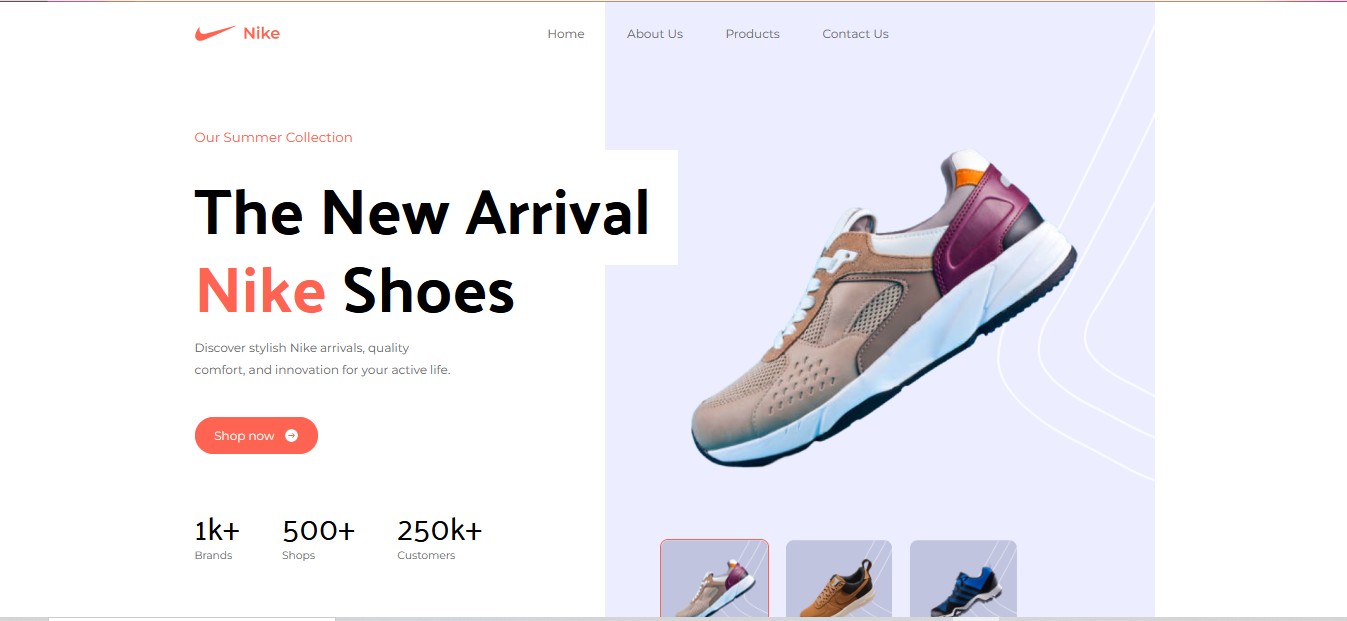 Nike
Home
About Us
Products
Contact Us
Our Summer Collection
The New Arrival
Nike Shoes
Discover stylish Nike arrivals, quality
comfort, and innovation for your active life.
Shop now
1k+
Brands
500+
Shops
250k+
Customers